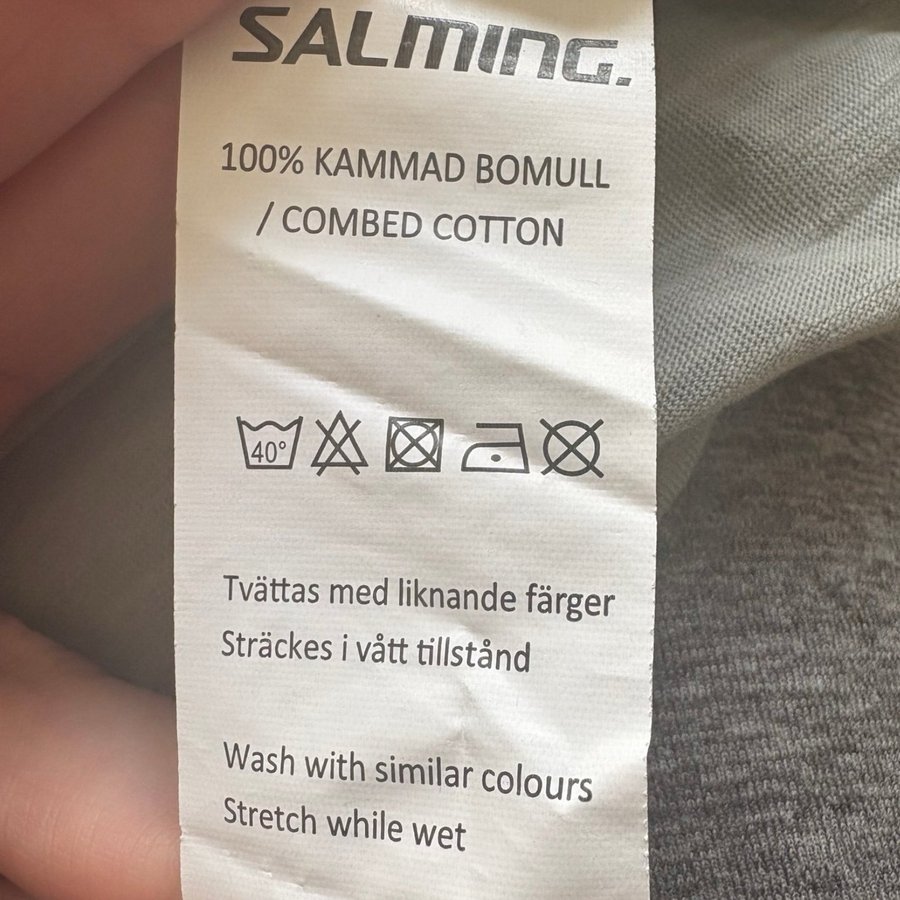 SALMING.
100% KAMMAD BOMULL
/ COMBED COTTON
40°
Tvättas med liknande färger
Sträckes i vått tillstånd
Wash with similar colours
Stretch while wet